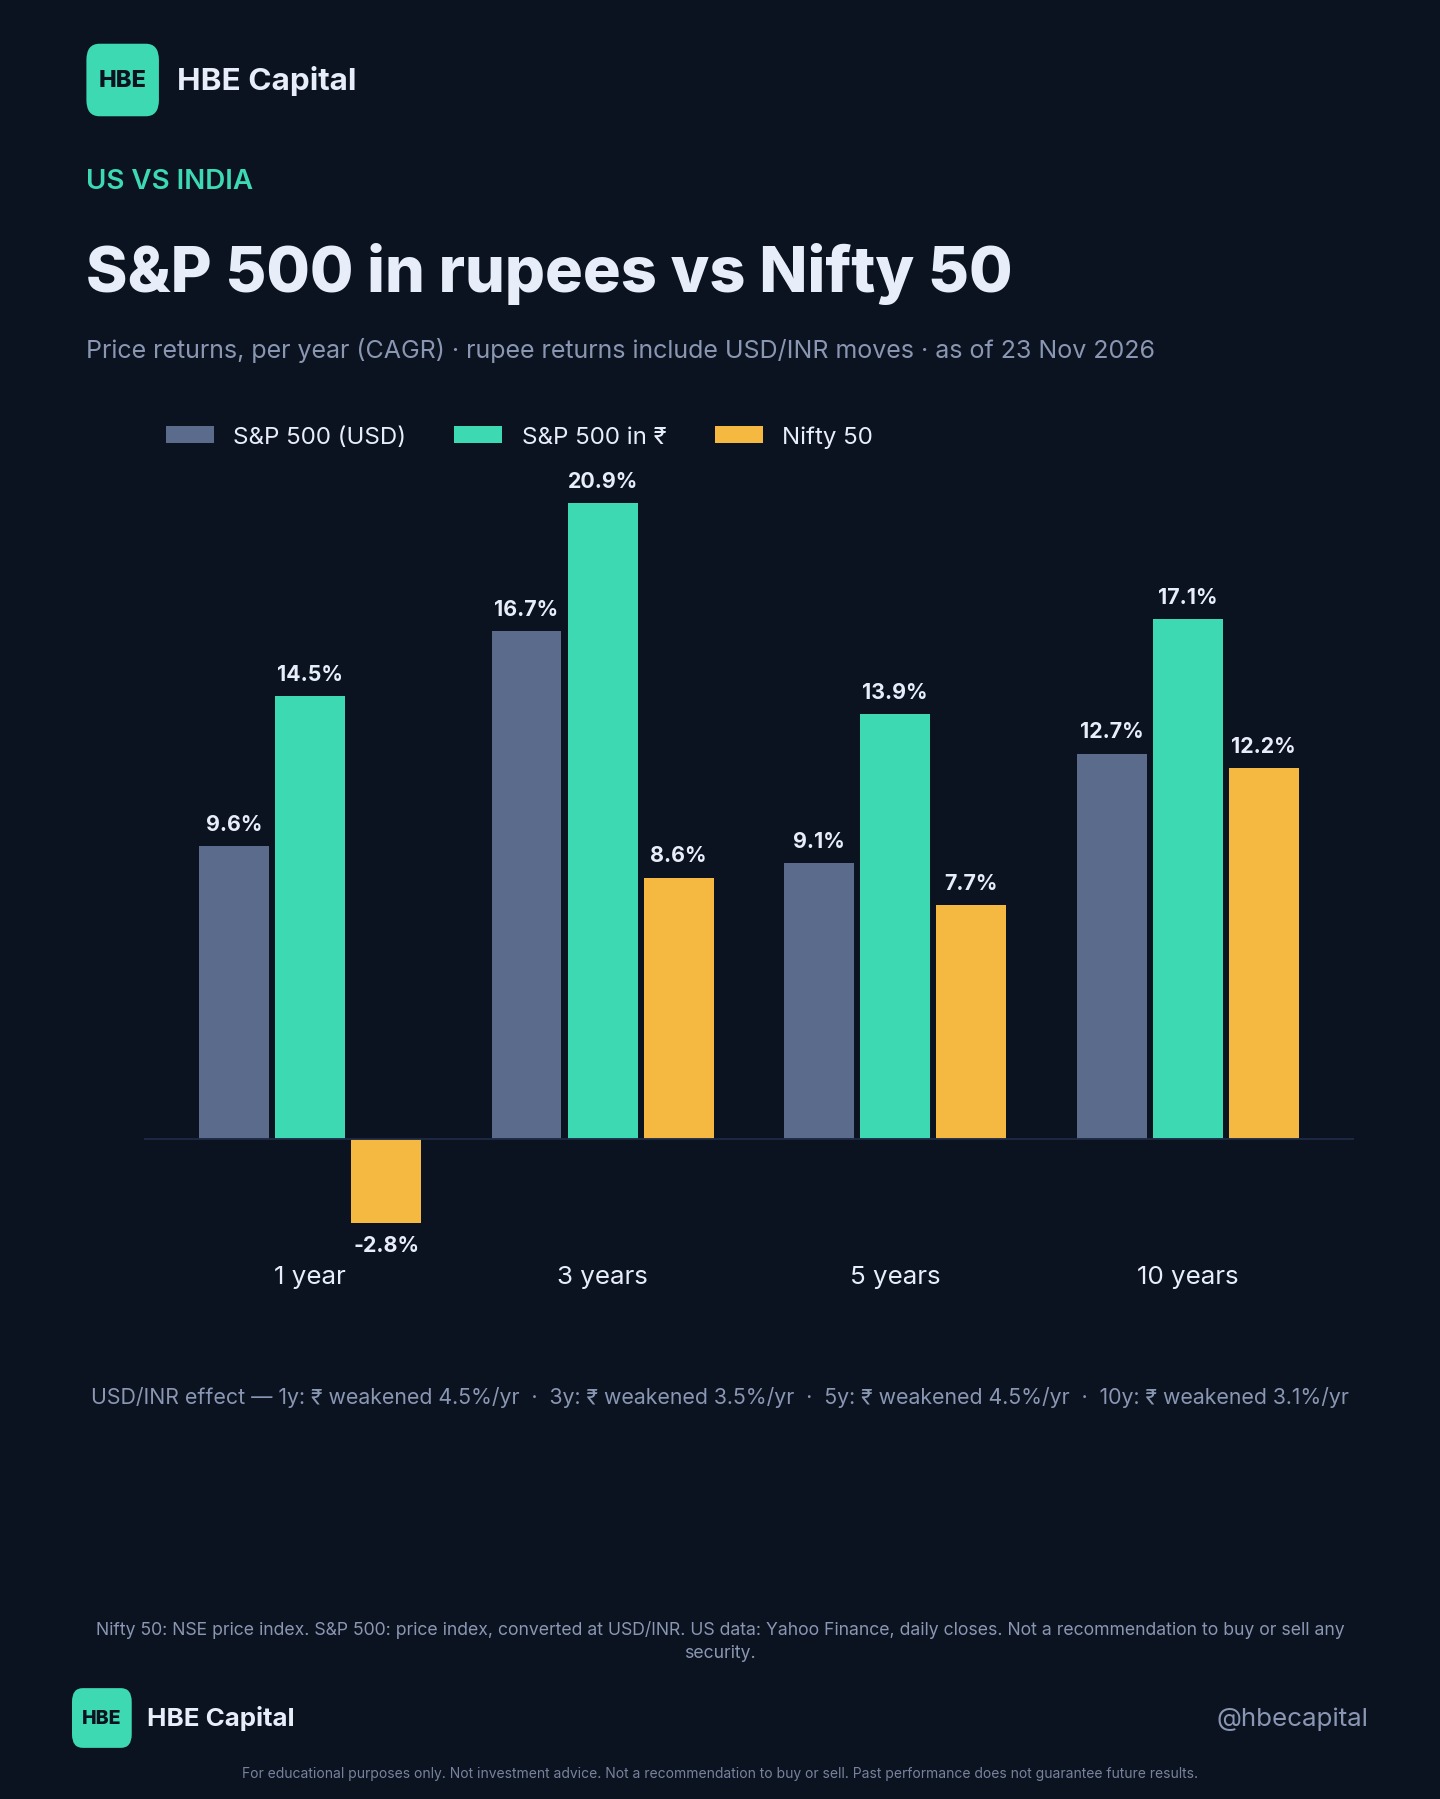 HBE HBE Capital
US VS INDIA
S&P 500 in rupees vs Nifty 50
Price returns, per year (CAGR) · rupee returns include USD/INR moves · as of 23 Nov 2026
S&P 500 (USD) S&P 500 in ₹ Nifty 50
20.9%
17.1%
16.7%
14.5%
13.9%
12.7%
12.2%
9.6%
8.6%
9.1%
7.7%
-2.8%
1 year 3 years 5 years 10 years
USD/INR effect — 1y: ₹ weakened 4.5%/yr · 3y: ₹ weakened 3.5%/yr · 5y: ₹ weakened 4.5%/yr · 10y: ₹ weakened 3.1%/yr
Nifty 50: NSE price index. S&P 500: price index, converted at USD/INR. US data: Yahoo Finance, daily closes. Not a recommendation to buy or sell any
security.
HBE HBE Capital @hbecapital
For educational purposes only. Not investment advice. Not a recommendation to buy or sell. Past performance does not guarantee future results.